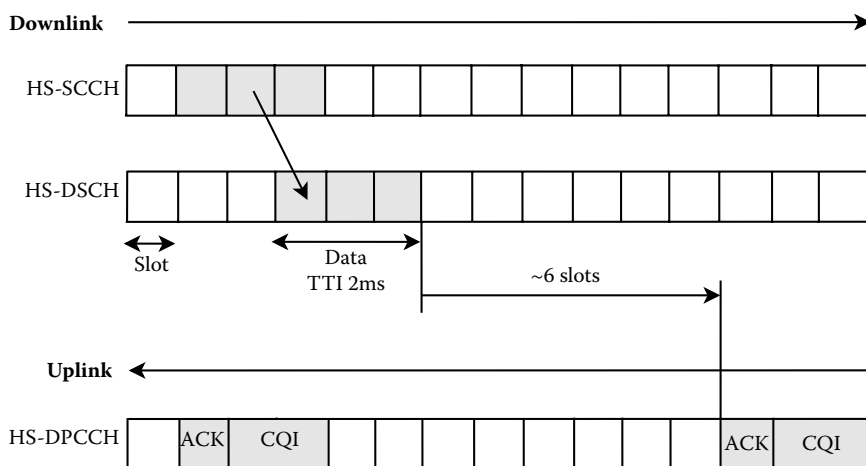 Downlink
HS-SCCH
HS-DSCH
Slot
Data
TTI 2ms
~6 slots
Uplink
HS-DPCCH
ACK
CQI
ACK
CQI